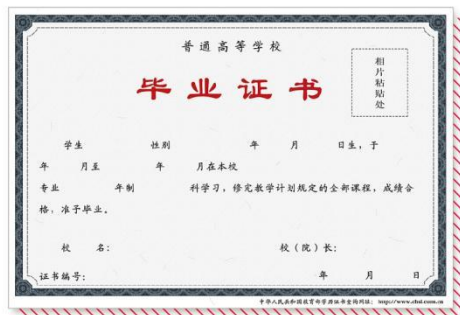 普通高等学校
毕业证书
相片粘贴处
学生 性别 年 月 日生，于
年 月至 年 月在本校
专业 年制 科学习，修完教学计划规定的全部课程，成绩合
格，准予毕业。
校 名： 校（院）长：
证书编号： 年 月 日
中华人民共和国教育部学历证书查询网址： http://www.chsi.com.cn